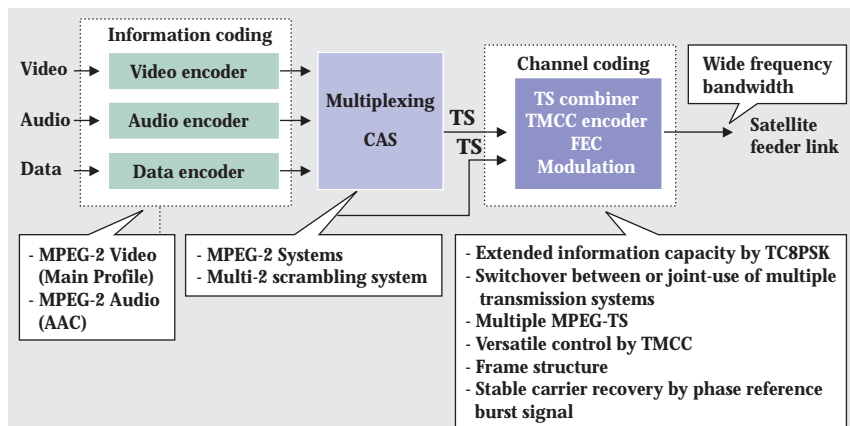 Information coding
Video
Video encoder
Audio
Audio encoder
Data
Data encoder
Multiplexing
CAS
TS
TS
Channel coding
TS combiner
TMCC encoder
FEC
Modulation
Wide frequency
bandwidth
Satellite
feeder link
- MPEG-2 Video
(Main Profile)
- MPEG-2 Audio
(AAC)
- MPEG-2 Systems
- Multi-2 scrambling system
- Extended information capacity by TC8PSK
- Switchover between or joint-use of multiple
transmission systems
- Multiple MPEG-TS
- Versatile control by TMCC
- Frame structure
- Stable carrier recovery by phase reference
burst signal